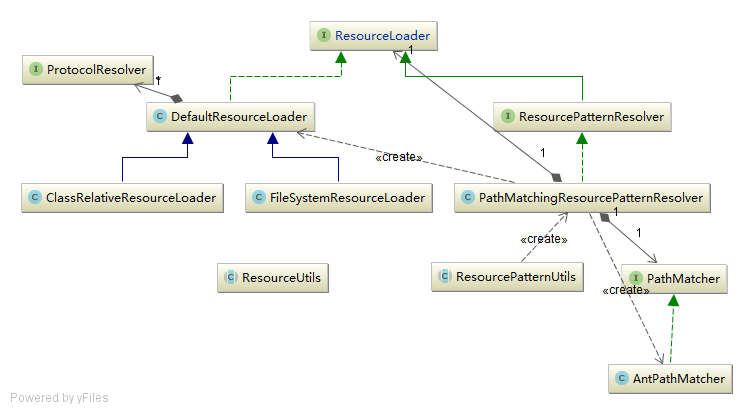 I ResourceLoader
1
I ProtocolResolver
*
C DefaultResourceLoader
I ResourcePatternResolver
«create»
1
C ClassRelativeResourceLoader
C FileSystemResourceLoader
C PathMatchingResourcePatternResolver
1
1
«create»
C ResourceUtils
C ResourcePatternUtils
I PathMatcher
«create»
C AntPathMatcher
Powered by yFiles